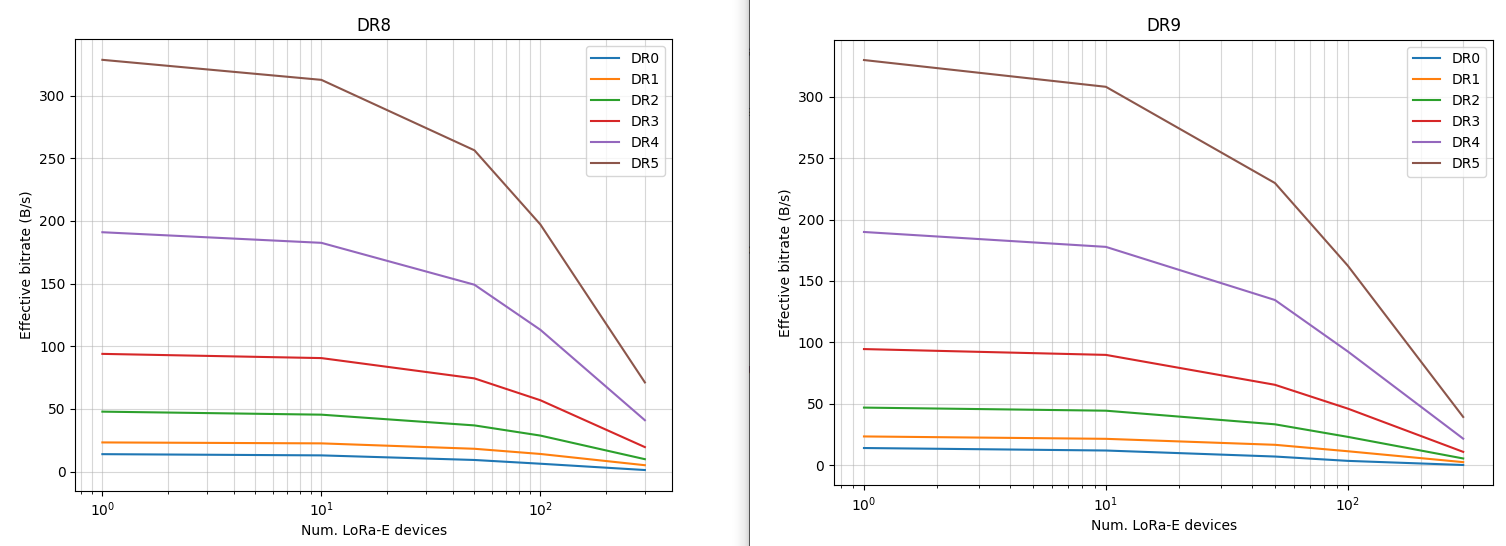 DR8
300
250
200
150
100
50
0
Effective bitrate (B/s)
10⁰
10¹
10²
Num. LoRa-E devices
DR0
DR1
DR2
DR3
DR4
DR5
DR9
300
250
200
150
100
50
0
Effective bitrate (B/s)
10⁰
10¹
10²
Num. LoRa-E devices
DR0
DR1
DR2
DR3
DR4
DR5